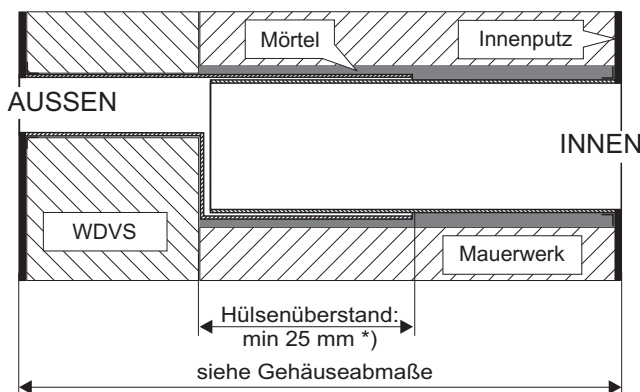 Mörtel
Innenputz
AUSSEN
INNEN
WDVS
Mauerwerk
Hülsenüberstand:
min 25 mm *)
siehe Gehäuseabmaße